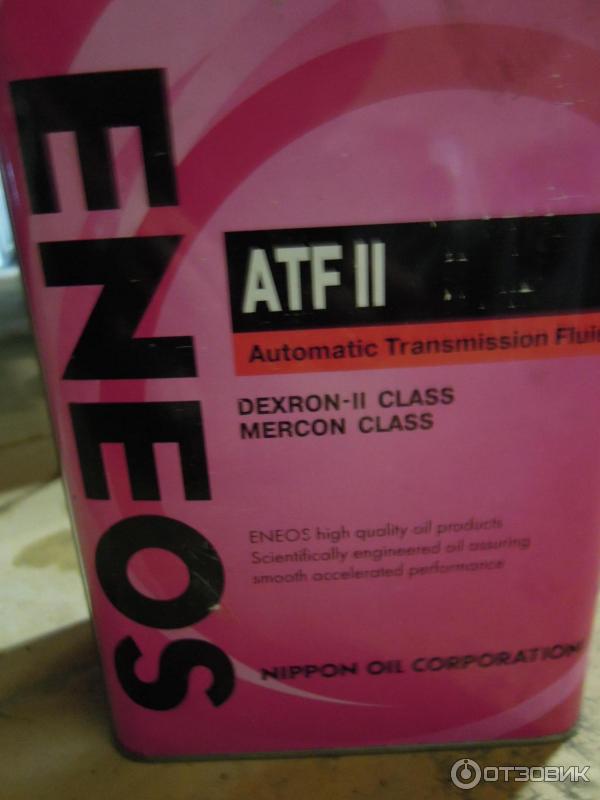 ENEOS
ATF II
Automatic Transmission Flui
DEXRON-II CLASS
MERCON CLASS
ENEOS high quality oil products
Scientifically engineered oil assuring
smooth accelerated performance
NIPPON OIL CORPORATION
ОТЗОВИК